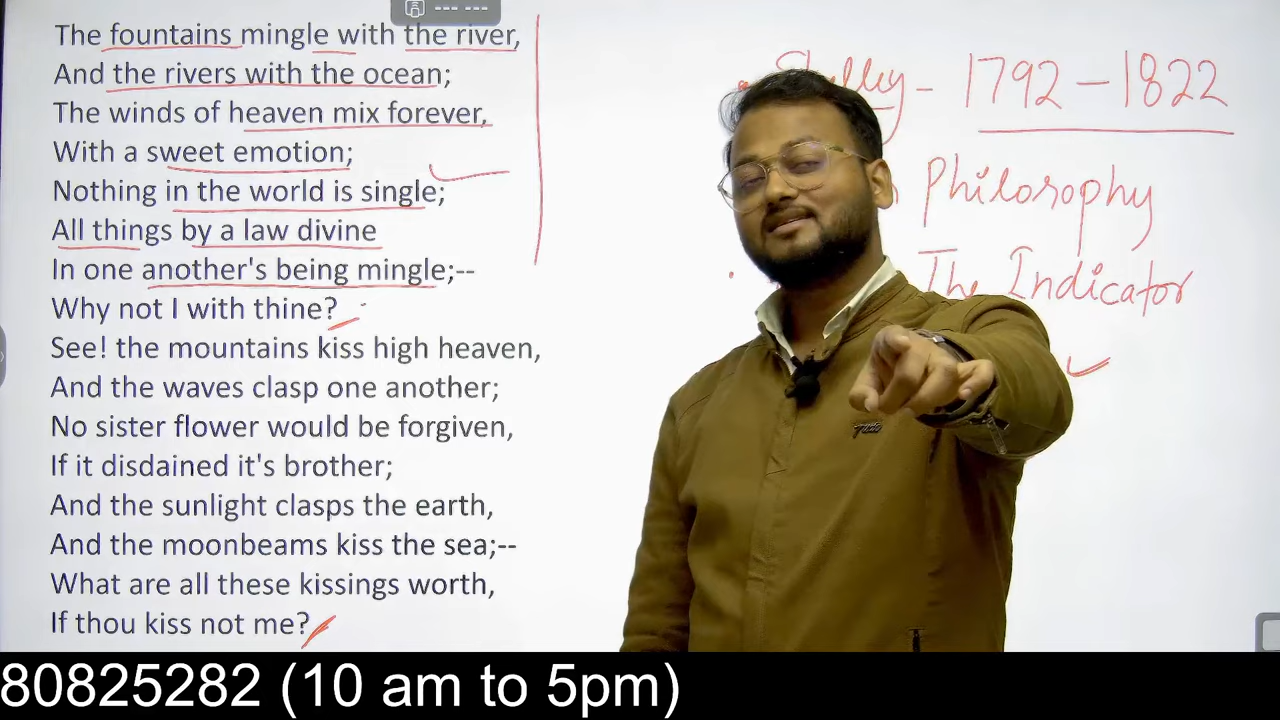 The fountains mingle with the river,
And the rivers with the ocean;
The winds of heaven mix forever,
With a sweet emotion;
Nothing in the world is single;
All things by a law divine
In one another's being mingle;--
Why not I with thine?
See! the mountains kiss high heaven,
And the waves clasp one another;
No sister flower would be forgiven,
If it disdained it's brother;
And the sunlight clasps the earth,
And the moonbeams kiss the sea;--
What are all these kissings worth,
If thou kiss not me?
Shelley - 1792 - 1822
Philosophy
The Indicator
80825282 (10 am to 5pm)